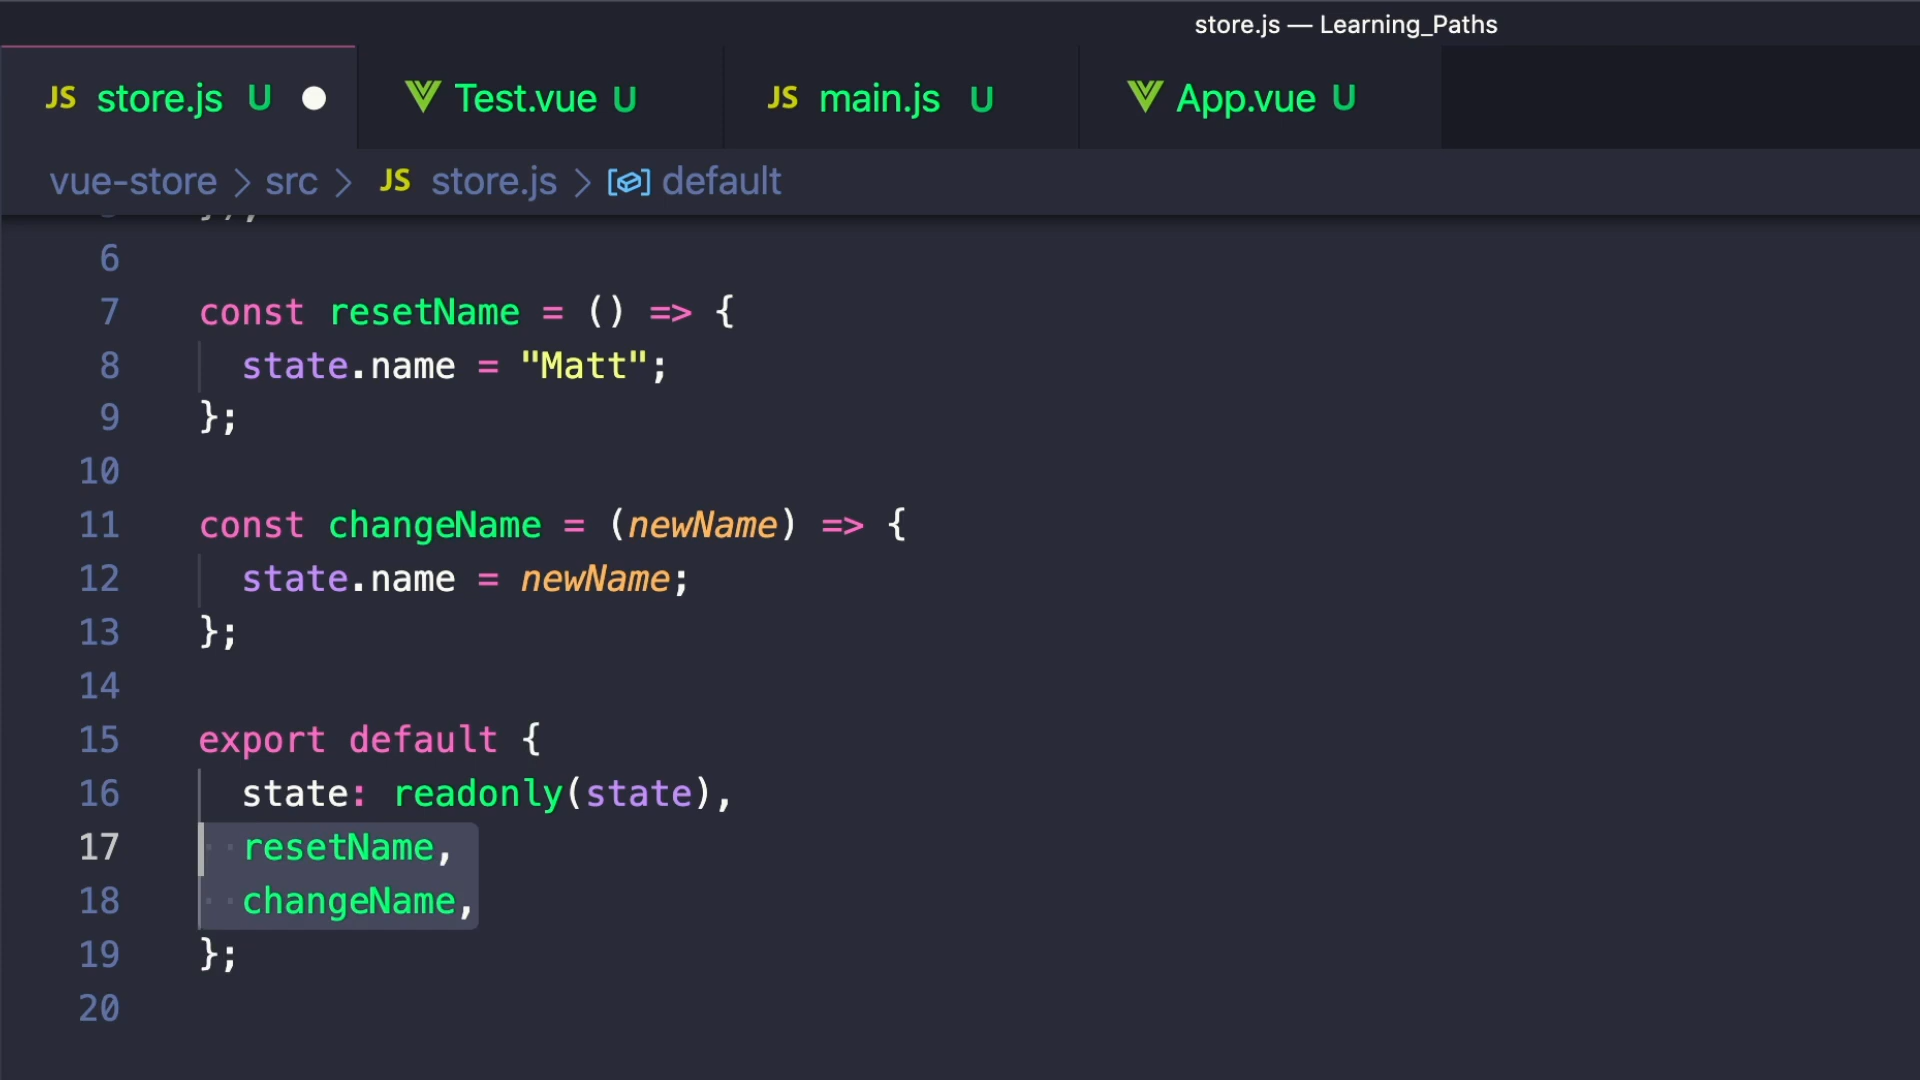 store.js — Learning_Paths
JS store.js U Test.vue U JS main.js U App.vue U
vue-store > src > JS store.js > default
6
7 const resetName = () => {
8 state.name = "Matt";
9 };
10
11 const changeName = (newName) => {
12 state.name = newName;
13 };
14
15 export default {
16 state: readonly(state),
17 resetName,
18 changeName,
19 };
20